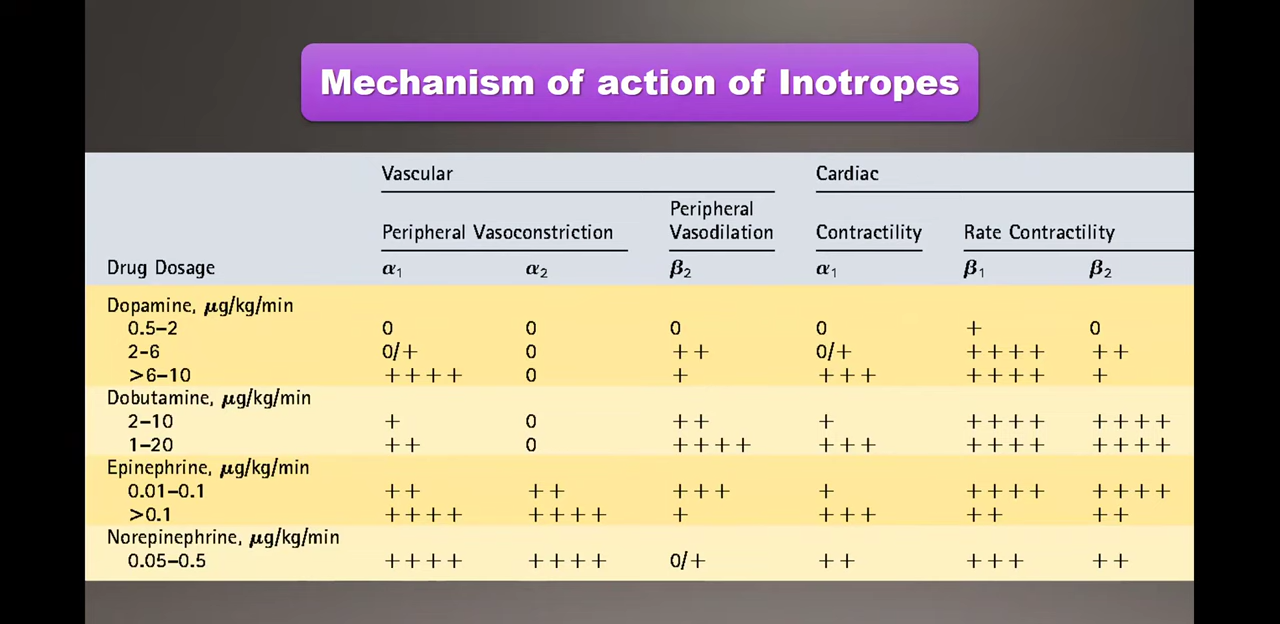 Mechanism of action of Inotropes
Vascular Cardiac
Peripheral
Peripheral Vasoconstriction Vasodilation Contractility Rate Contractility
Drug Dosage α₁ α₂ β₂ α₁ β₁ β₂
Dopamine, μg/kg/min
0.5–2 0 0 0 0 + 0
2-6 0/+ 0 ++ 0/+ ++++ ++
>6–10 ++++ 0 + +++ ++++ +
Dobutamine, μg/kg/min
2–10 + 0 ++ + ++++ ++++
1–20 ++ 0 ++++ +++ ++++ ++++
Epinephrine, μg/kg/min
0.01–0.1 ++ ++ +++ + ++++ ++++
>0.1 ++++ ++++ + +++ ++ ++
Norepinephrine, μg/kg/min
0.05–0.5 ++++ ++++ 0/+ ++ +++ ++